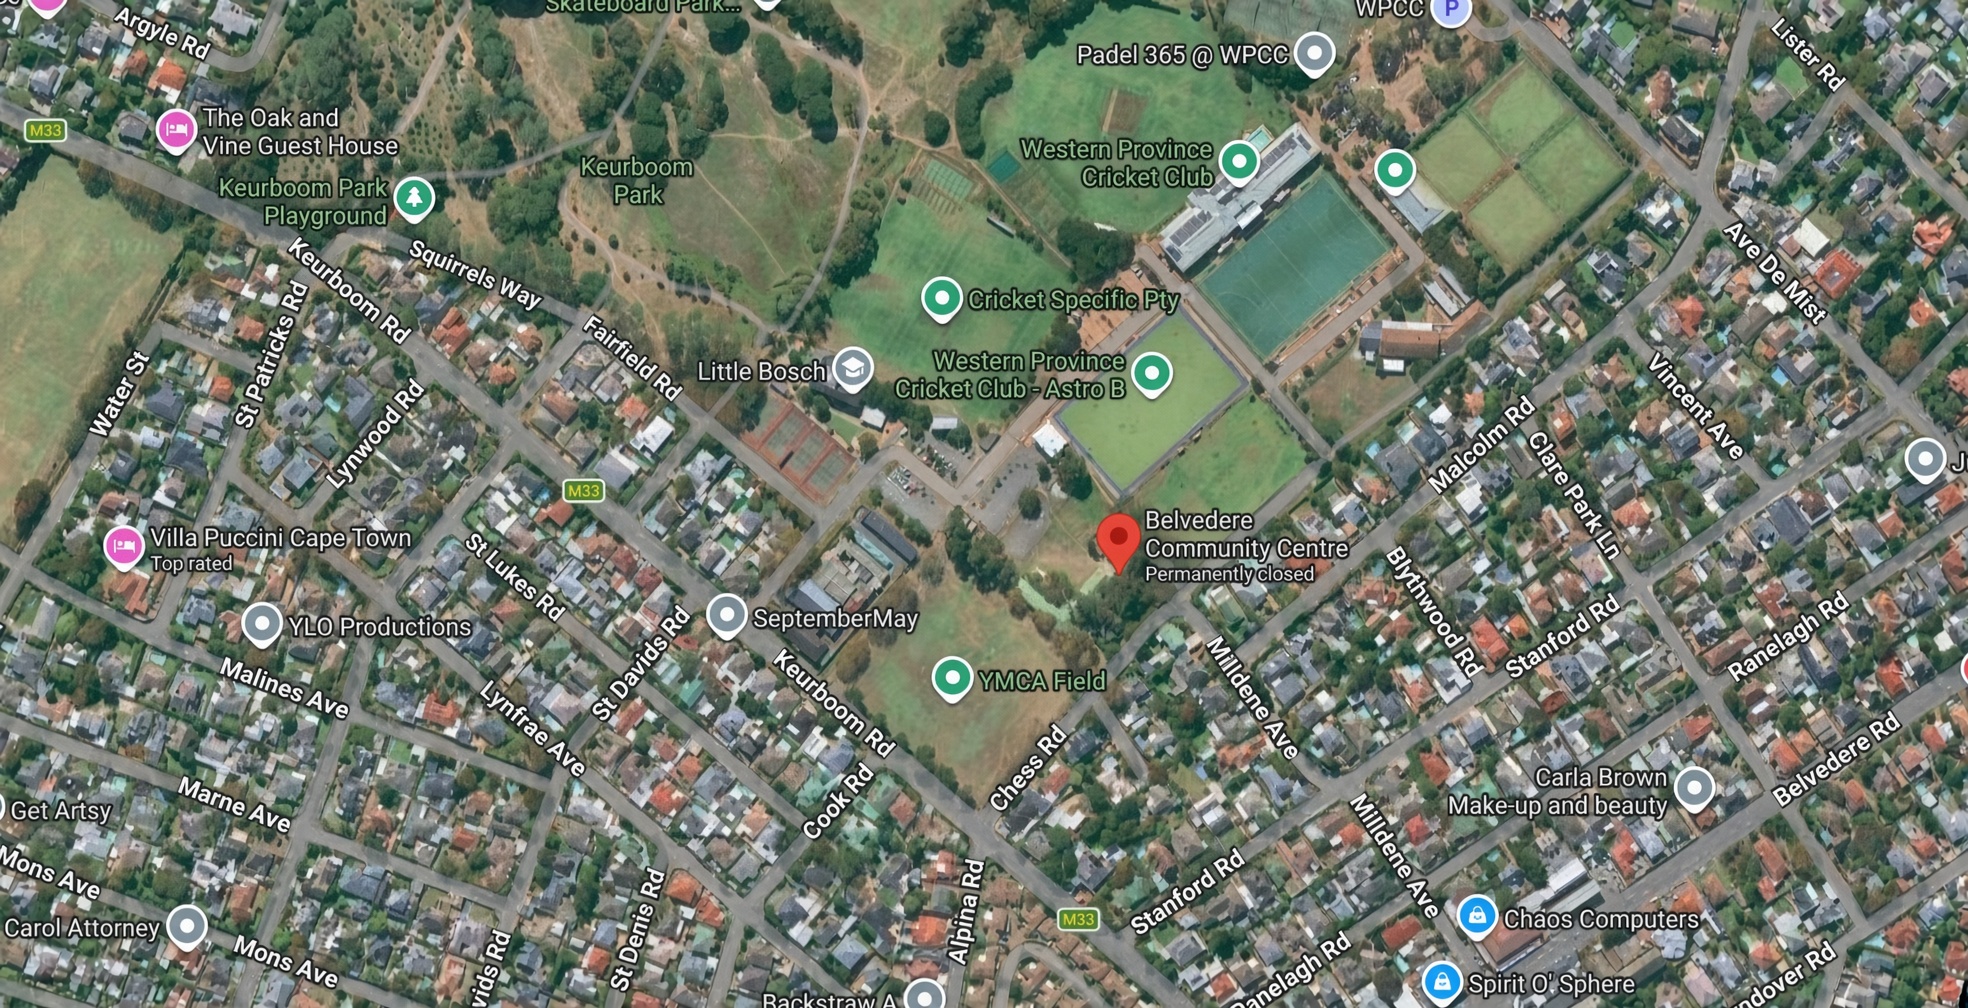 Skateboard Park...
WPCC
P
Argyle Rd
Padel 365 @ WPCC
Lister Rd
M33
The Oak and
Vine Guest House
Western Province
Cricket Club
Keurboom
Park
Keurboom Park
Playground
Squirrels Way
Keurboom Rd
Ave De Mist
Cricket Specific Pty
St Patricks Rd
Fairfield Rd
Little Bosch
Western Province
Cricket Club - Astro B
Water St
Lynwood Rd
Vincent Ave
Malcolm Rd
Clare Park Ln
M33
Belvedere
Community Centre
Permanently closed
Villa Puccini Cape Town
Top rated
St Lukes Rd
Blythwood Rd
YLO Productions
SeptemberMay
St Davids Rd
Stanford Rd
Ranelagh Rd
Malines Ave
YMCA Field
Milldene Ave
Keurboom Rd
Lynfrae Ave
Chess Rd
Belvedere Rd
Carla Brown
Make-up and beauty
Get Artsy
Marne Ave
Cook Rd
Milldene Ave
Mons Ave
Stanford Rd
Alpina Rd
St Denis Rd
M33
Chaos Computers
Carol Attorney
Mons Ave
Ranelagh Rd
Spirit O' Sphere